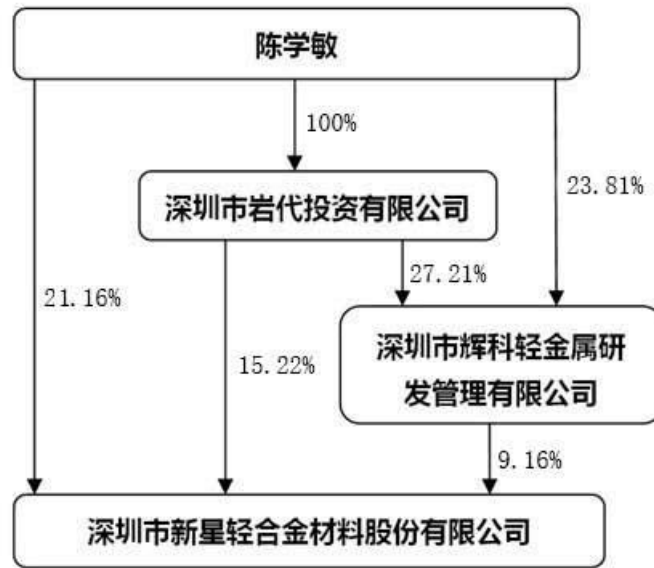 陈学敏
100%
深圳市岩代投资有限公司
23.81%
21.16%
27.21%
15.22%
深圳市辉科轻金属研
发管理有限公司
9.16%
深圳市新星轻合金材料股份有限公司